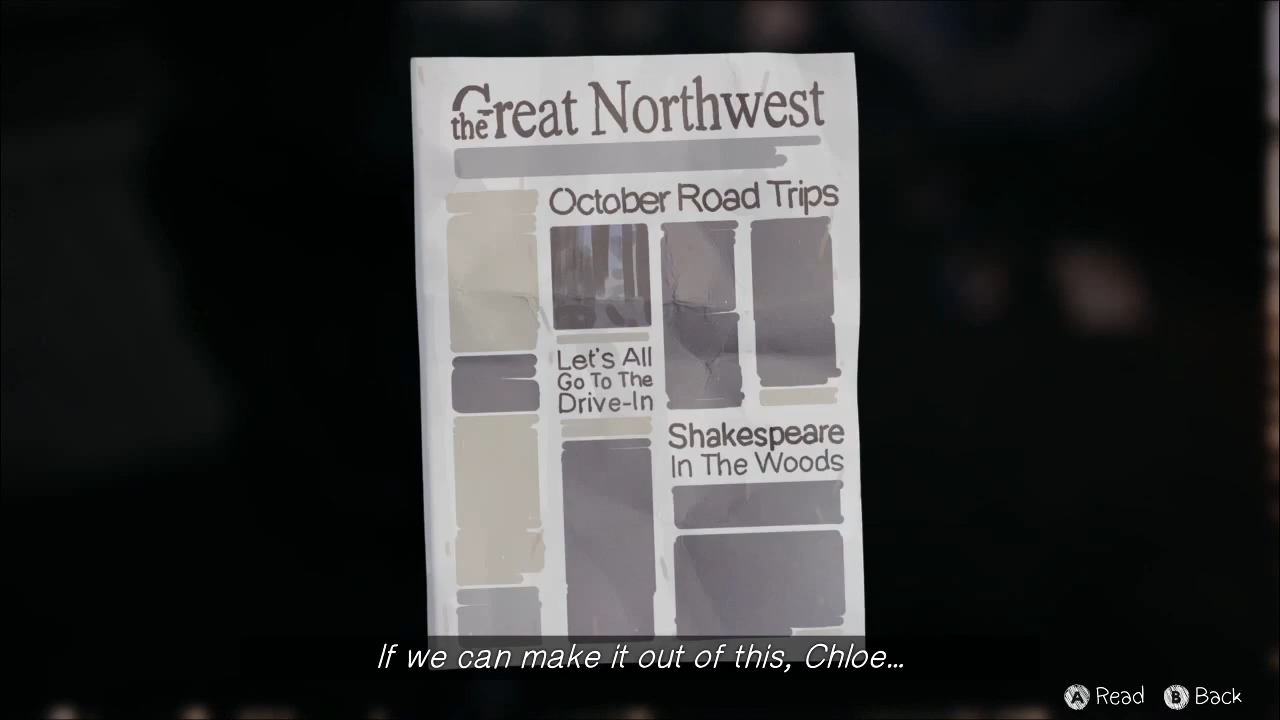 the Great Northwest
October Road Trips
Let's All
Go To The
Drive-In
Shakespeare
In The Woods
If we can make it out of this, Chloe...
A Read B Back